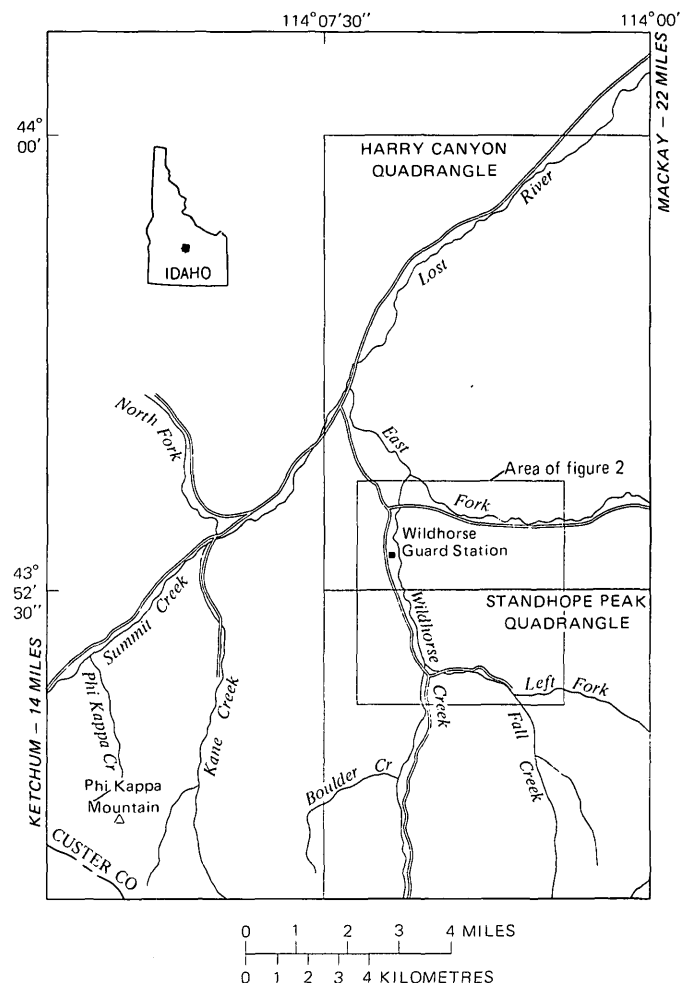 114° 07'30"
114° 00'
MACKAY – 22 MILES
44°
00'
HARRY CANYON
QUADRANGLE
River
Lost
IDAHO
North Fork
East
Fork
Area of figure 2
Wildhorse
Guard Station
43°
52'
30"
STANDHOPE PEAK
QUADRANGLE
Wildhorse
Creek
Summit Creek
KETCHUM – 14 MILES
Phi Kappa Cr
Kane Creek
Left Fork
Fall
Creek
Boulder Cr
Phi Kappa
Mountain
CUSTER CO
0 1 2 3 4 MILES
0 1 2 3 4 KILOMETRES